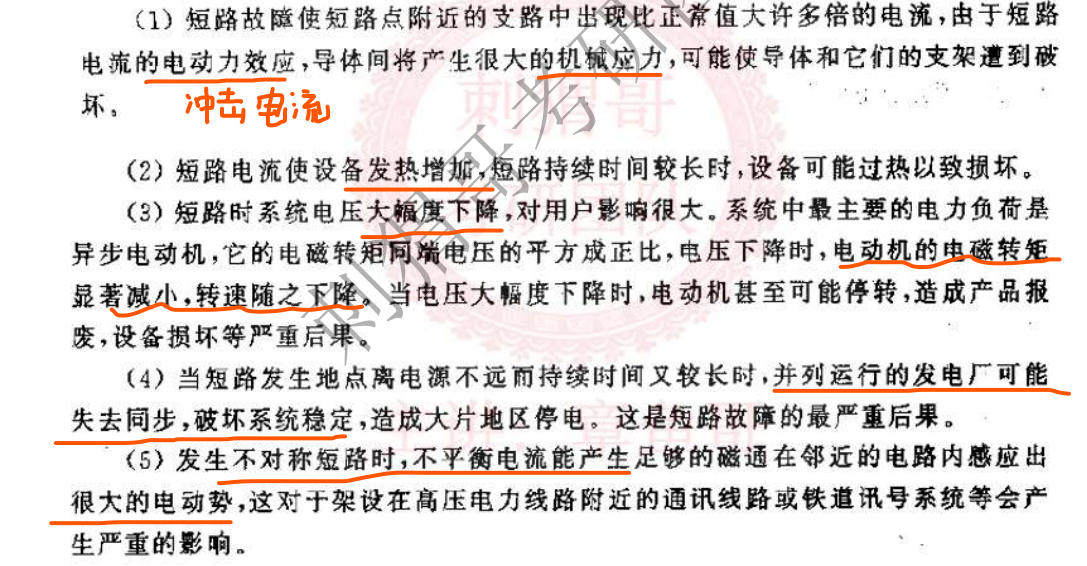 (1) 短路故障使短路点附近的支路中出现比正常值大许多倍的电流,由于短路
电流的电动力效应,导体间将产生很大的机械应力,可能使导体和它们的支架遭到破
坏。
冲击电流
(2) 短路电流使设备发热增加,短路持续时间较长时,设备可能过热以致损坏。
(3) 短路时系统电压大幅度下降,对用户影响很大。系统中最主要的电力负荷是
异步电动机,它的电磁转矩同端电压的平方成正比,电压下降时,电动机的电磁转矩
显著减小,转速随之下降。当电压大幅度下降时,电动机甚至可能停转,造成产品报
废,设备损坏等严重后果。
(4) 当短路发生地点离电源不远而持续时间又较长时,并列运行的发电厂可能
失去同步,破坏系统稳定,造成大片地区停电。这是短路故障的最严重后果。
(5) 发生不对称短路时,不平衡电流能产生足够的磁通在邻近的电路内感应出
很大的电动势,这对于架设在高压电力线路附近的通讯线路或铁道讯号系统等会产
生严重的影响。
刺猬哥考研
刺猬哥
考研团队